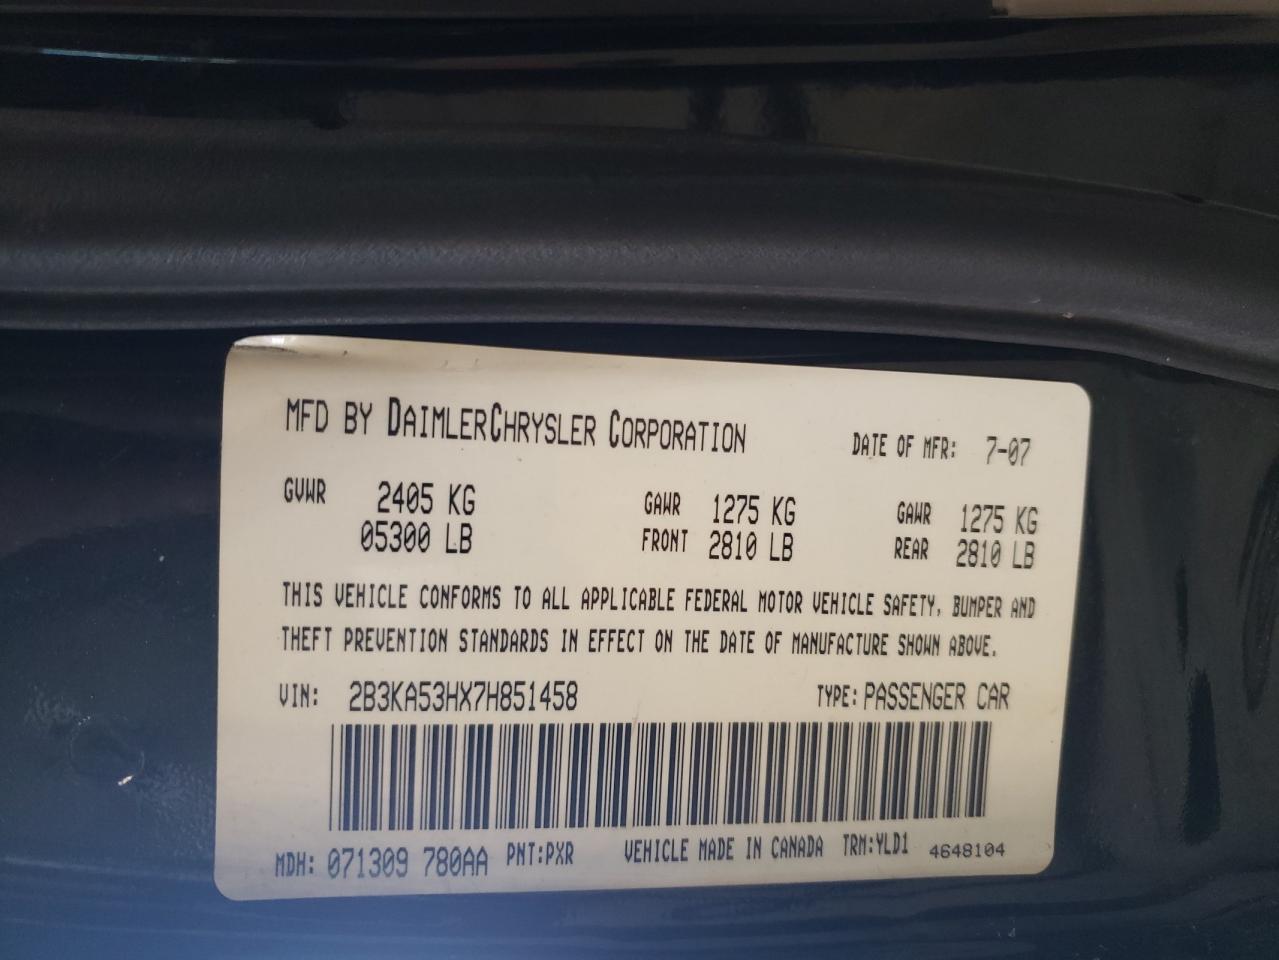 MFD BY DAIMLERCHRYSLER CORPORATION DATE OF MFR: 7-07
GVWR 2405 KG GAWR 1275 KG GAWR 1275 KG
05300 LB FRONT 2810 LB REAR 2810 LB
THIS VEHICLE CONFORMS TO ALL APPLICABLE FEDERAL MOTOR VEHICLE SAFETY, BUMPER AND
THEFT PREVENTION STANDARDS IN EFFECT ON THE DATE OF MANUFACTURE SHOWN ABOVE.
VIN: 2B3KA53HX7H851458 TYPE: PASSENGER CAR
MDH: 071309 780AA PNT:PXR VEHICLE MADE IN CANADA TRM:YLD1 4648104